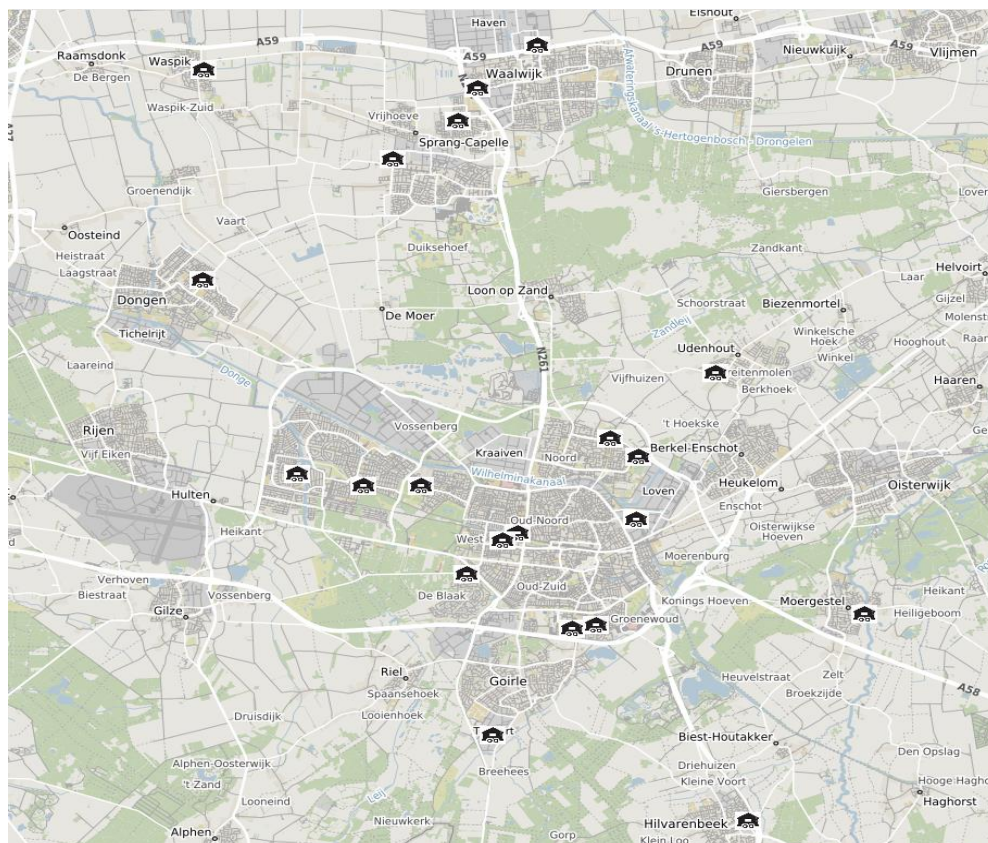 Haven
Elshout
A59
A59
A59
A59
Nieuwkuijk
Vlijmen
Raamsdonk
Waspik
De Bergen
Waalwijk
Drunen
Waspik-Zuid
Vrijhoeve
Afwateringskanaal 's-Hertogenbosch - Drongelen
A27
Sprang-Capelle
Groenendijk
Giersbergen
Vaart
Oosteind
Duiksehoef
Zandkant
Heistraat
Laagstraat
Helvoirt
Laar
Loon op Zand
Dongen
Schoorstraat
Biezenmortel
Gijzel
De Moer
Zandleij
Tichelrijt
Winkelsche
Hoek
Hooghout
Udenhout
Winkel
N261
Laareind
Donge
Vijfhuizen
Berkhoek
Haaren
Rijen
Vossenberg
't Hoekske
Vijf Eiken
Kraaiven
Noord
Berkel-Enschot
Wilhelminakanaal
Loven
Heukelom
Oisterwijk
Hulten
Enschot
Oud-Noord
Heikant
West
Oisterwijkse
Hoeven
Moerenburg
Verhoven
Biestraat
Vossenberg
De Blaak
Oud-Zuid
Heikant
Konings Hoeven
Moergestel
Gilze
Groenewoud
Heiligeboom
Riel
Goirle
Heuvelstraat
Zelt
A58
Spaansehoek
Broekzijde
Druisdijk
Looienhoek
Biest-Houtakker
Den Opslag
Alphen-Oosterwijk
Breehees
Driehuizen
't Zand
Kleine Voort
Looneind
Leij
Haghorst
Nieuwkerk
Hilvarenbeek
Alphen
Gorp
Klein Loo